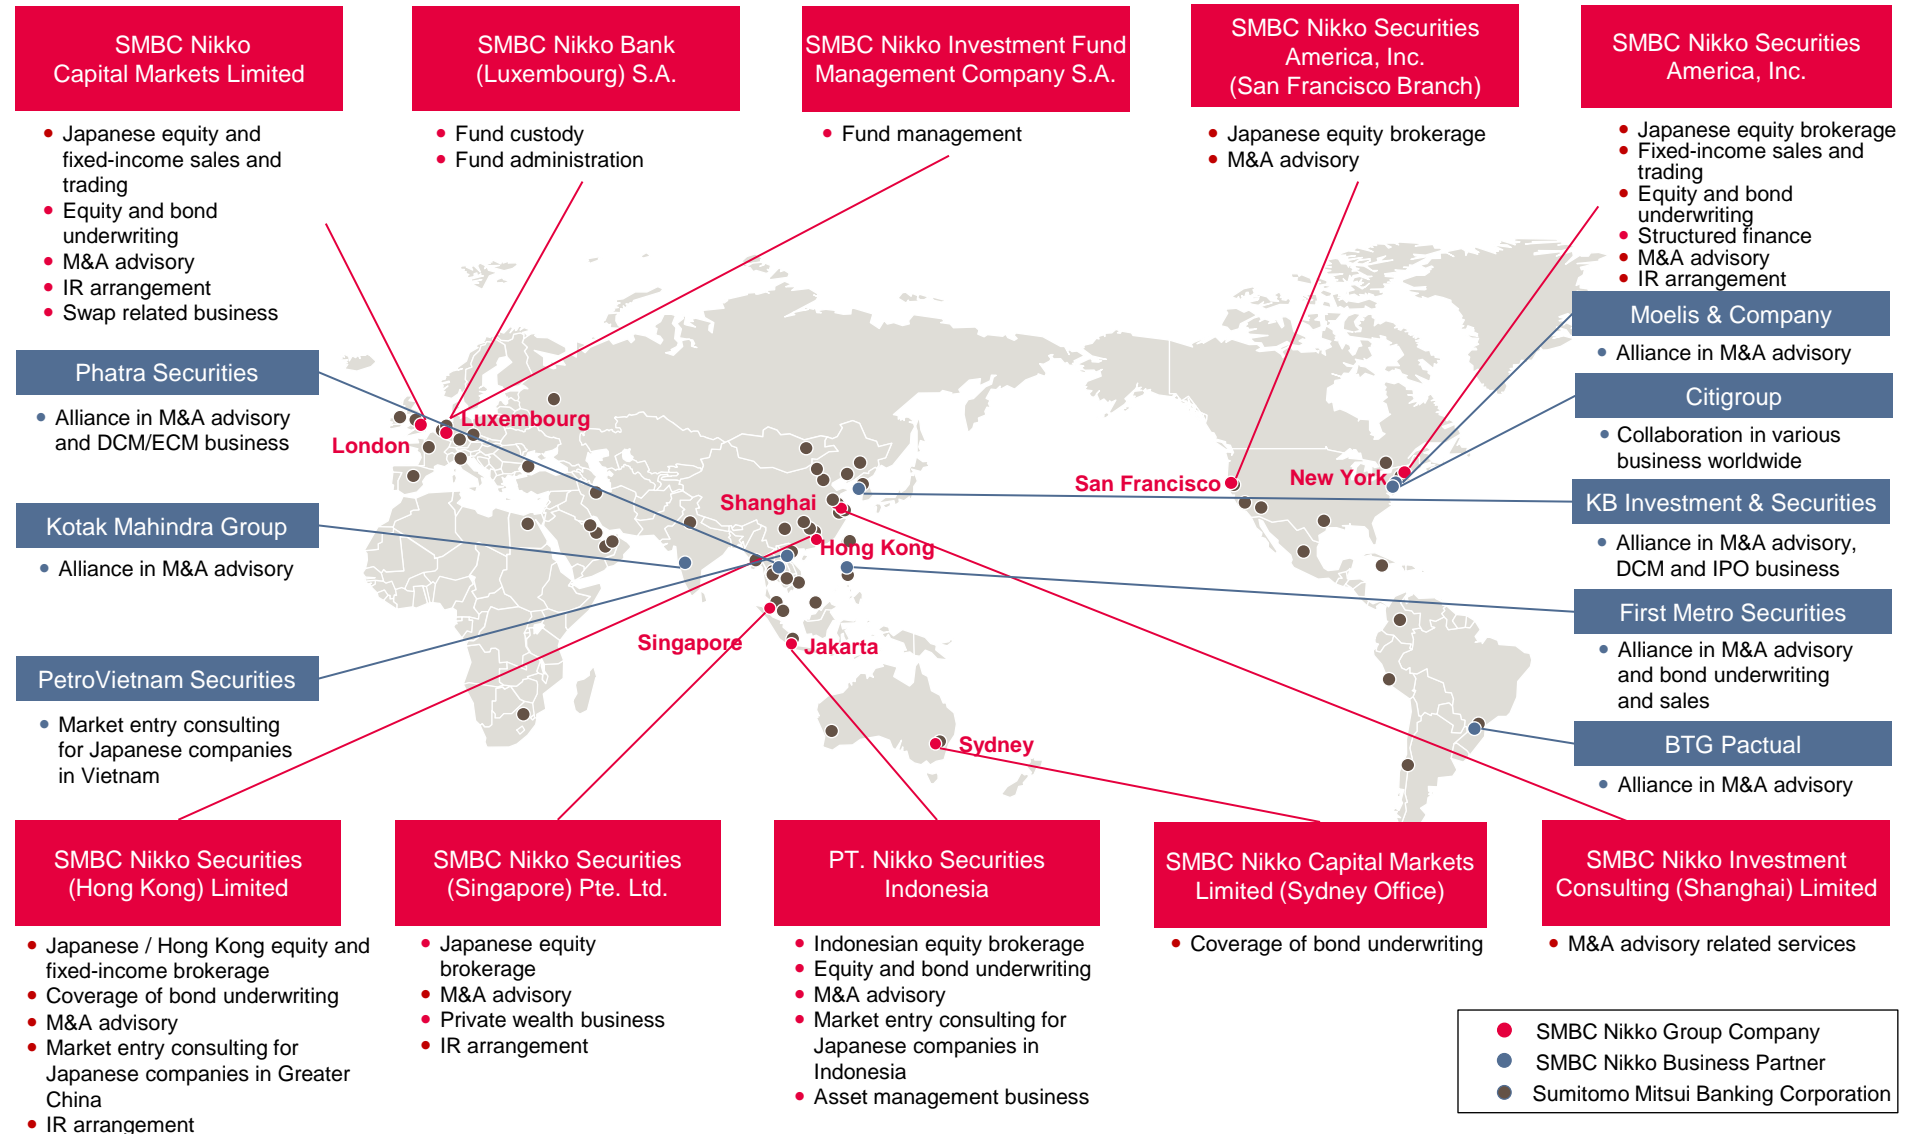 SMBC Nikko
Capital Markets Limited
Japanese equity and
fixed-income sales and
trading
Equity and bond
underwriting
M&A advisory
IR arrangement
Swap related business
SMBC Nikko Bank
(Luxembourg) S.A.
Fund custody
Fund administration
SMBC Nikko Investment Fund
Management Company S.A.
Fund management
SMBC Nikko Securities
America, Inc.
(San Francisco Branch)
Japanese equity brokerage
M&A advisory
SMBC Nikko Securities
America, Inc.
Japanese equity brokerage
Fixed-income sales and
trading
Equity and bond
underwriting
Structured finance
M&A advisory
IR arrangement
Phatra Securities
Alliance in M&A advisory
and DCM/ECM business
Kotak Mahindra Group
Alliance in M&A advisory
PetroVietnam Securities
Market entry consulting
for Japanese companies
in Vietnam
Luxembourg
London
Shanghai
Hong Kong
Singapore
Jakarta
Sydney
San Francisco
New York
Moelis & Company
Alliance in M&A advisory
Citigroup
Collaboration in various
business worldwide
KB Investment & Securities
Alliance in M&A advisory,
DCM and IPO business
First Metro Securities
Alliance in M&A advisory
and bond underwriting
and sales
BTG Pactual
Alliance in M&A advisory
SMBC Nikko Securities
(Hong Kong) Limited
Japanese / Hong Kong equity and
fixed-income brokerage
Coverage of bond underwriting
M&A advisory
Market entry consulting for
Japanese companies in Greater
China
IR arrangement
SMBC Nikko Securities
(Singapore) Pte. Ltd.
Japanese equity
brokerage
M&A advisory
Private wealth business
IR arrangement
PT. Nikko Securities
Indonesia
Indonesian equity brokerage
Equity and bond underwriting
M&A advisory
Market entry consulting for
Japanese companies in
Indonesia
Asset management business
SMBC Nikko Capital Markets
Limited (Sydney Office)
Coverage of bond underwriting
SMBC Nikko Investment
Consulting (Shanghai) Limited
M&A advisory related services
SMBC Nikko Group Company
SMBC Nikko Business Partner
Sumitomo Mitsui Banking Corporation